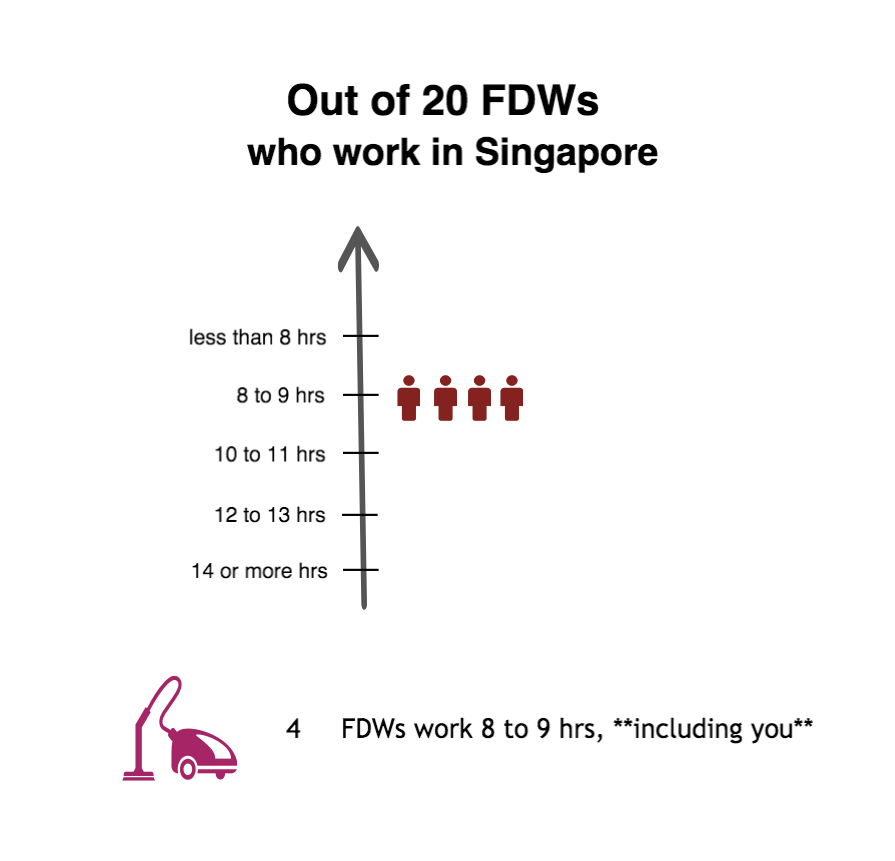 Out of 20 FDWs
who work in Singapore
less than 8 hrs
8 to 9 hrs
10 to 11 hrs
12 to 13 hrs
14 or more hrs
4 FDWs work 8 to 9 hrs, **including you**